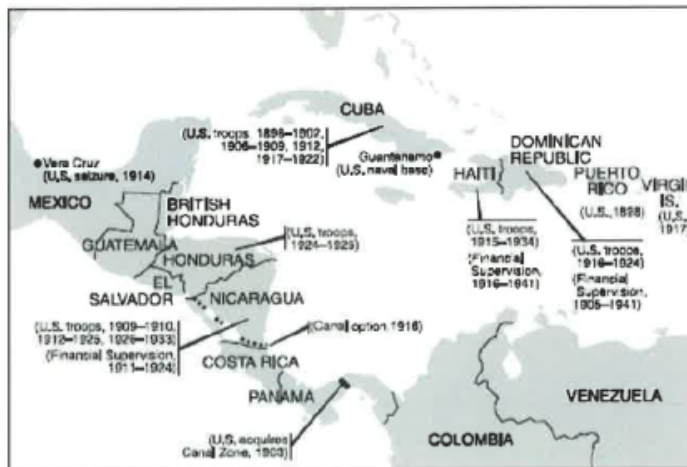 CUBA
(U.S. troops 1898–1902,
1906–1909, 1912,
1917–1922)
Guantanamo
(U.S. naval base)
DOMINICAN
REPUBLIC
HAITI
PUERTO
RICO
(U.S., 1898)
VIRGIN
IS.
(U.S.
1917
Vera Cruz
(U.S. seizure, 1914)
MEXICO
BRITISH
HONDURAS
(U.S. troops,
1924–1925)
(U.S. troops,
1915–1934)
(Financial
Supervision,
1916–1941)
(U.S. troops,
1916–1924)
(Financial
Supervision,
1905–1941)
GUATEMALA
HONDURAS
EL
SALVADOR
NICARAGUA
(U.S. troops, 1909–1910,
1912–1925, 1926–1933)
(Financial Supervision,
1911–1924)
(Canal option, 1916)
COSTA RICA
PANAMA
(U.S. acquires
Canal Zone, 1903)
COLOMBIA
VENEZUELA